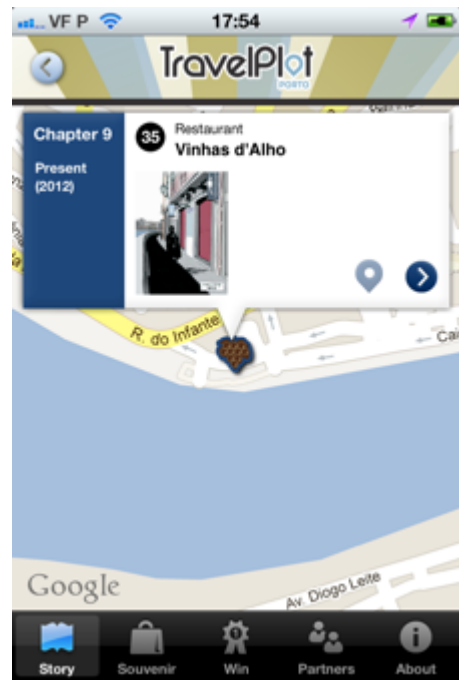 VF P 17:54
TravelPlot
PORTO
Chapter 9
Present
(2012)
35
Restaurant
Vinhas d'Alho
R. do Infante
Ca
Google
Av. Diogo Leite
Story Souvenir Win Partners About